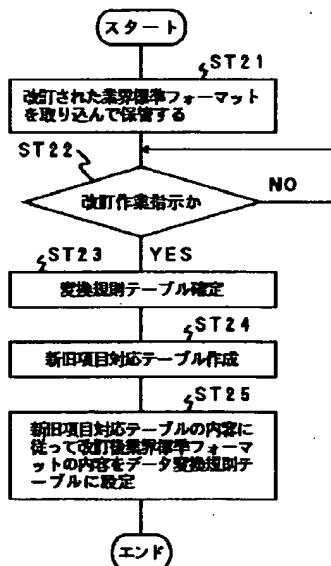 スタート
ST21
改訂された業界標準フォーマット
を取り込んで保管する
ST22
改訂作業指示か
NO
ST23
YES
変換規則テーブル確定
ST24
新旧項目対応テーブル作成
ST25
新旧項目対応テーブルの内容に
従って改訂後業界標準フォー
マットの内容をデータ変換規則テ
ーブルに設定
エンド